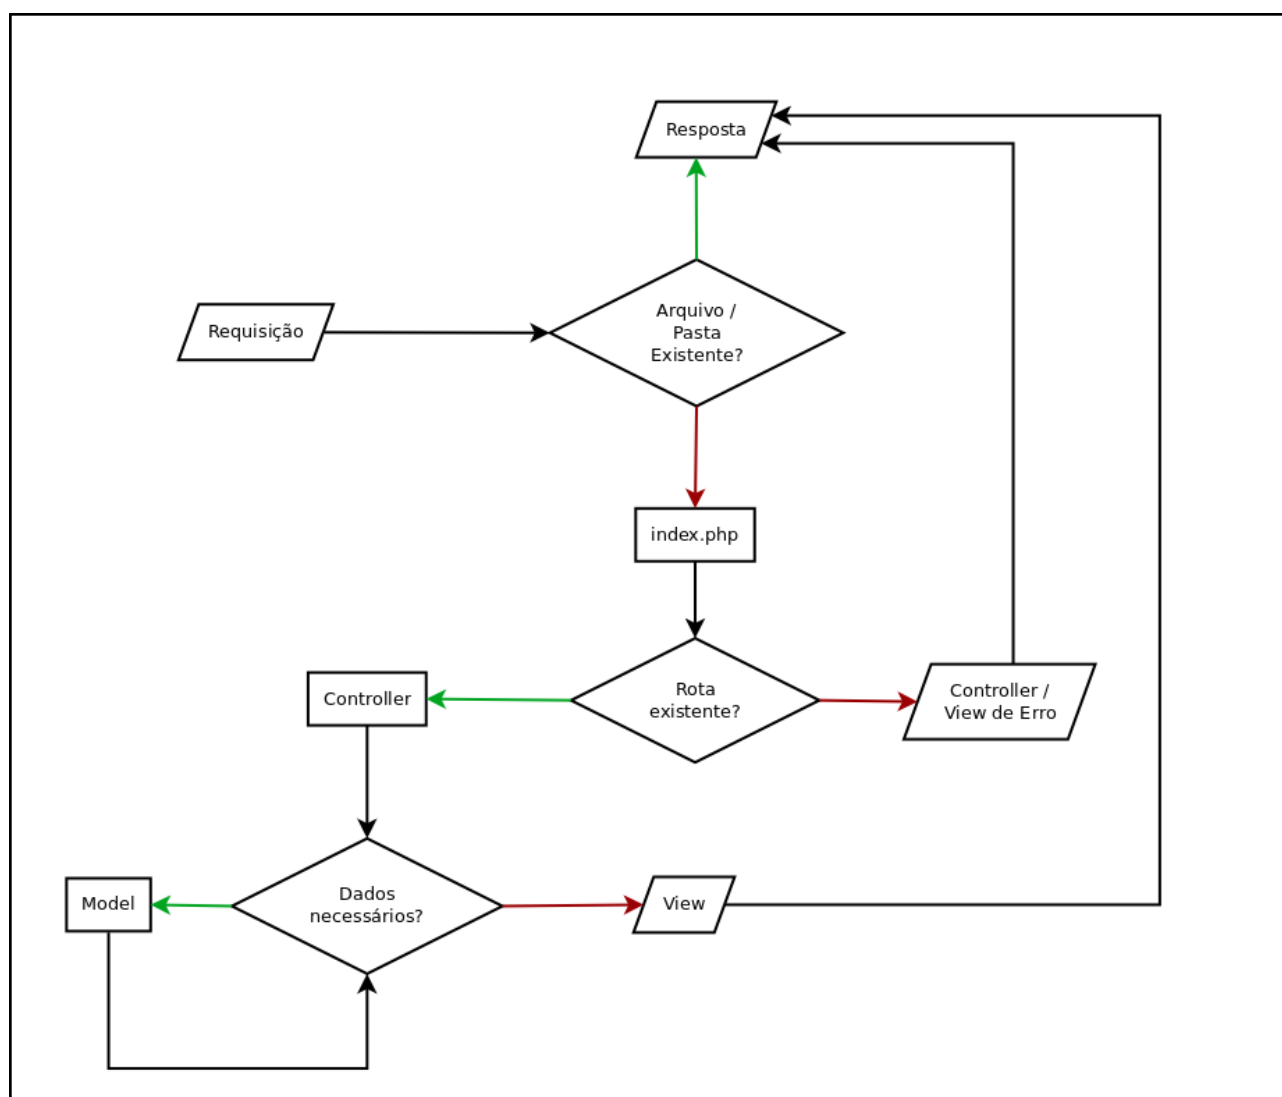 Resposta
Requisição
Arquivo /
Pasta
Existente?
index.php
Controller
Rota
existente?
Controller /
View de Erro
Model
Dados
necessários?
View